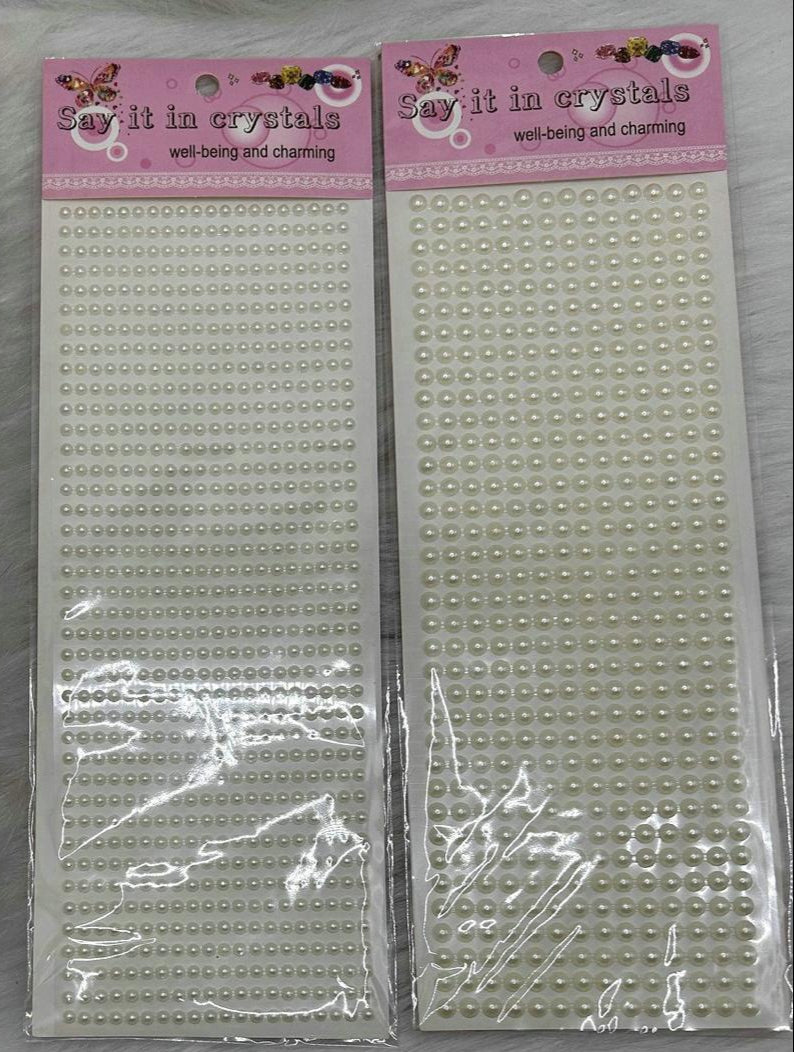 Say it in crystals
well-being and charming
Say it in crystals
well-being and charming